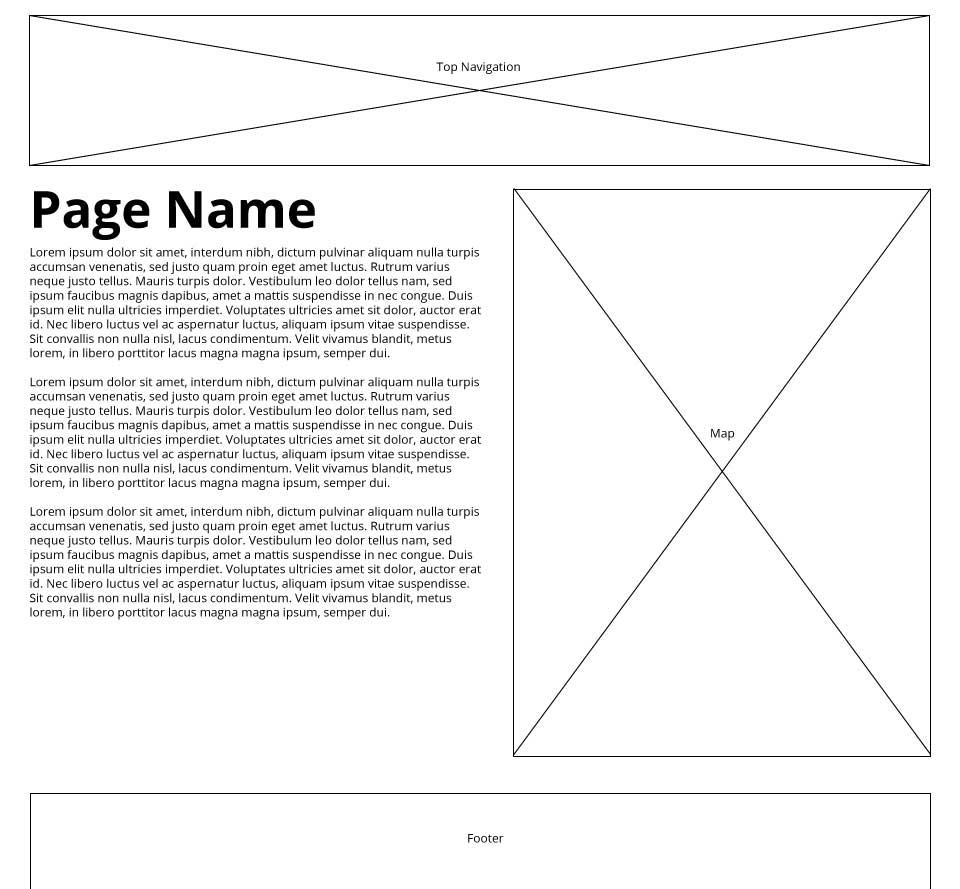 Top Navigation
Page Name
Lorem ipsum dolor sit amet, interdum nibh, dictum pulvinar aliquam nulla turpis
accumsan venenatis, sed justo quam proin eget amet luctus. Rutrum varius
neque justo tellus. Mauris turpis dolor. Vestibulum leo dolor tellus nam, sed
ipsum faucibus magnis dapibus, amet a mattis suspendisse in nec congue. Duis
ipsum elit nulla ultricies imperdiet. Voluptates ultricies amet sit dolor, auctor erat
id. Nec libero luctus vel ac aspernatur luctus, aliquam ipsum vitae suspendisse.
Sit convallis non nulla nisl, lacus condimentum. Velit vivamus blandit, metus
lorem, in libero porttitor lacus magna magna ipsum, semper dui.
Lorem ipsum dolor sit amet, interdum nibh, dictum pulvinar aliquam nulla turpis
accumsan venenatis, sed justo quam proin eget amet luctus. Rutrum varius
neque justo tellus. Mauris turpis dolor. Vestibulum leo dolor tellus nam, sed
ipsum faucibus magnis dapibus, amet a mattis suspendisse in nec congue. Duis
ipsum elit nulla ultricies imperdiet. Voluptates ultricies amet sit dolor, auctor erat
id. Nec libero luctus vel ac aspernatur luctus, aliquam ipsum vitae suspendisse.
Sit convallis non nulla nisl, lacus condimentum. Velit vivamus blandit, metus
lorem, in libero porttitor lacus magna magna ipsum, semper dui.
Lorem ipsum dolor sit amet, interdum nibh, dictum pulvinar aliquam nulla turpis
accumsan venenatis, sed justo quam proin eget amet luctus. Rutrum varius
neque justo tellus. Mauris turpis dolor. Vestibulum leo dolor tellus nam, sed
ipsum faucibus magnis dapibus, amet a mattis suspendisse in nec congue. Duis
ipsum elit nulla ultricies imperdiet. Voluptates ultricies amet sit dolor, auctor erat
id. Nec libero luctus vel ac aspernatur luctus, aliquam ipsum vitae suspendisse.
Sit convallis non nulla nisl, lacus condimentum. Velit vivamus blandit, metus
lorem, in libero porttitor lacus magna magna ipsum, semper dui.
Map
Footer